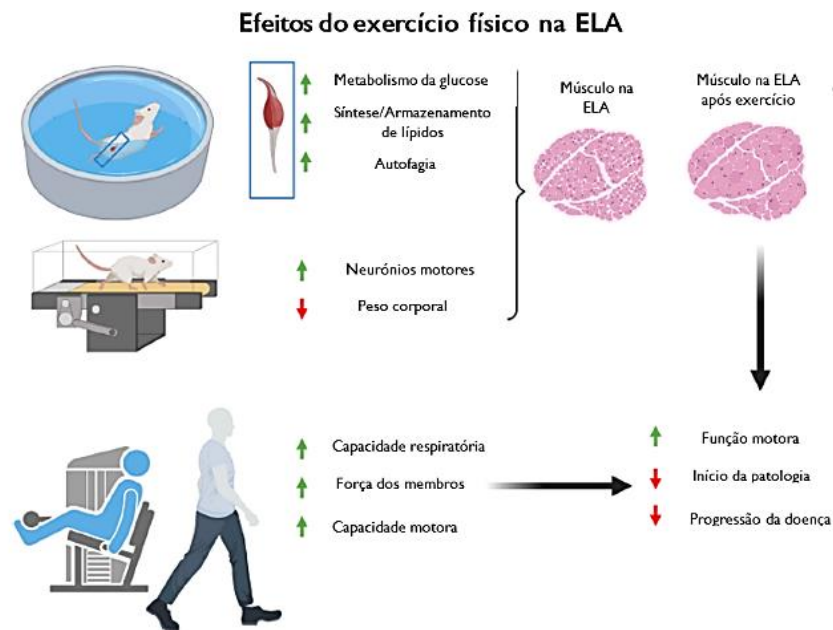 Efeitos do exercício físico na ELA
Metabolismo da glucose
Síntese/Armazenamento
de lípidos
Autofagia
Músculo na
ELA
Músculo na ELA
após exercício
Neurónios motores
Peso corporal
Capacidade respiratória
Força dos membros
Capacidade motora
Função motora
Início da patologia
Progressão da doença